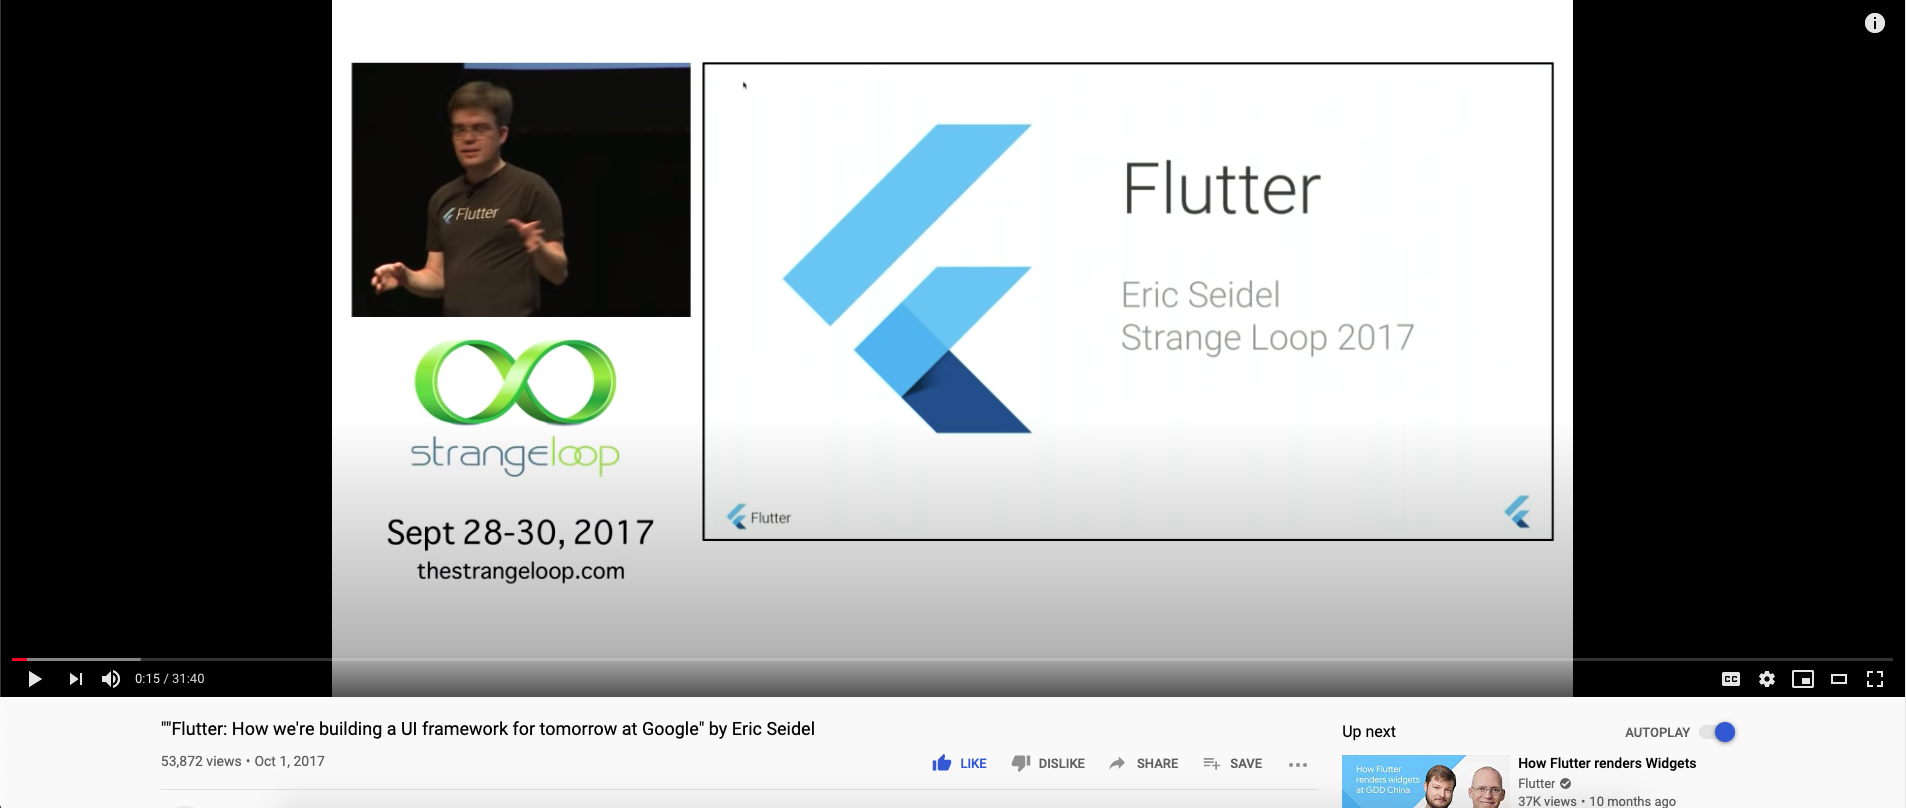 Flutter
Flutter
Eric Seidel
Strange Loop 2017
Flutter
strangeloop
Sept 28-30, 2017
thestrangeloop.com
0:15 / 31:40
CC
""Flutter: How we're building a UI framework for tomorrow at Google" by Eric Seidel
53,872 views • Oct 1, 2017
LIKE
DISLIKE
SHARE
SAVE
Up next
AUTOPLAY
How Flutter
renders widgets
at GDD China
How Flutter renders Widgets
Flutter
37K views • 10 months ago